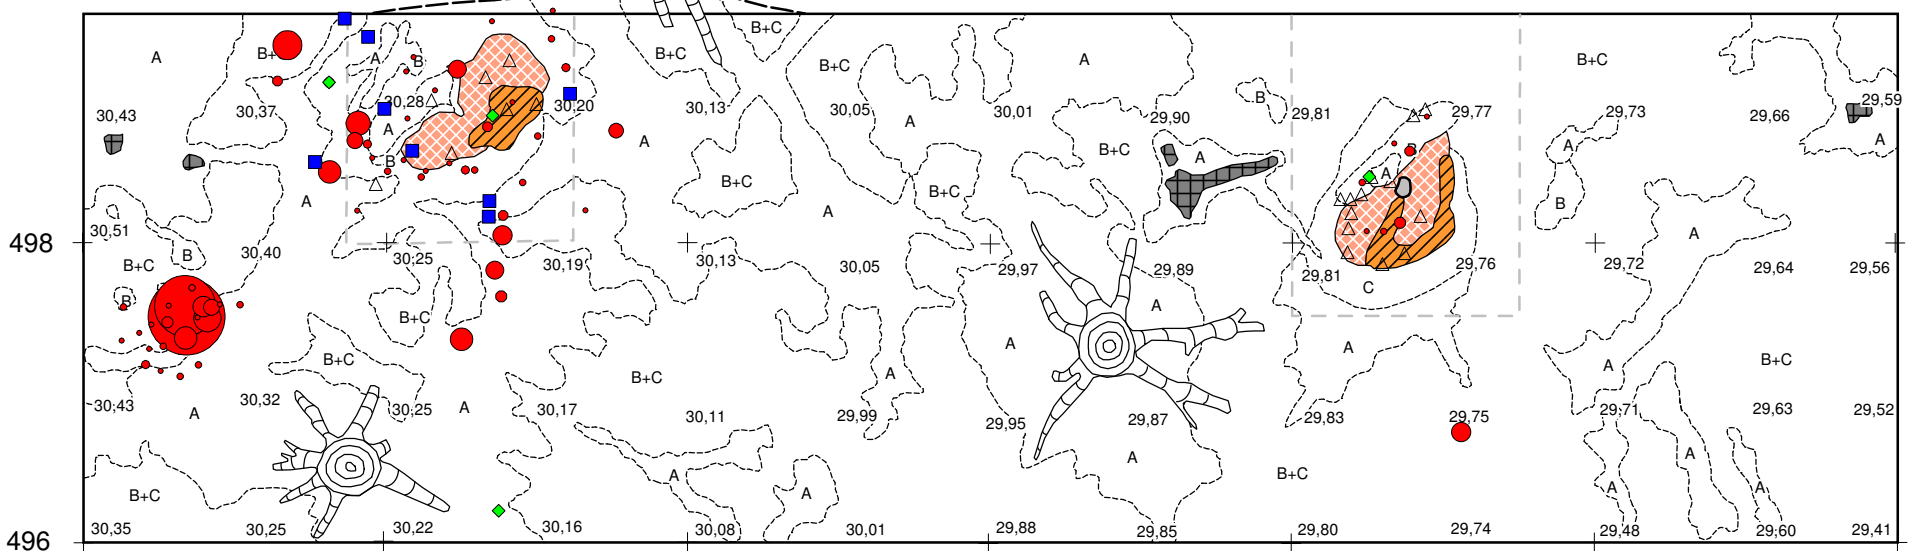 B+C
A B+ A B B+C B+C A B+C
30,43 30,37 30,28 30,20 30,13 30,05 30,01 29,90 B 29,81 29,77 29,73 29,66 29,59
A A A B+C A A A
B B+C B+C A B
A A B
30,51 B 30,40 498 30,25 30,19 30,13 30,05 29,97 29,89 29,81 29,76 29,72 A 29,64 29,56
B+C B C
B+C A
B+C B+C A A A A B+C
30,43 A 30,32 30,25 A 30,17 30,11 29,99 29,95 29,87 29,83 29,75 29,71 29,63 29,52
A A B+C A
B+C A A A
30,35 30,25 30,22 30,16 30,08 30,01 29,88 29,85 29,80 29,74 29,48 29,60 29,41
496